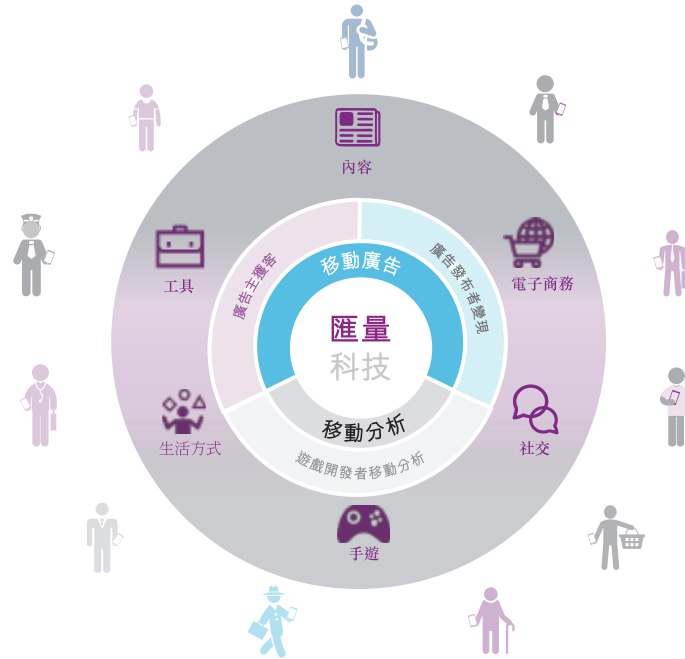 內容
工具
電子商務
廣告主獲客
移動廣告
廣告發布者變現
匯量
科技
移動分析
遊戲開發者移動分析
生活方式
社交
手遊